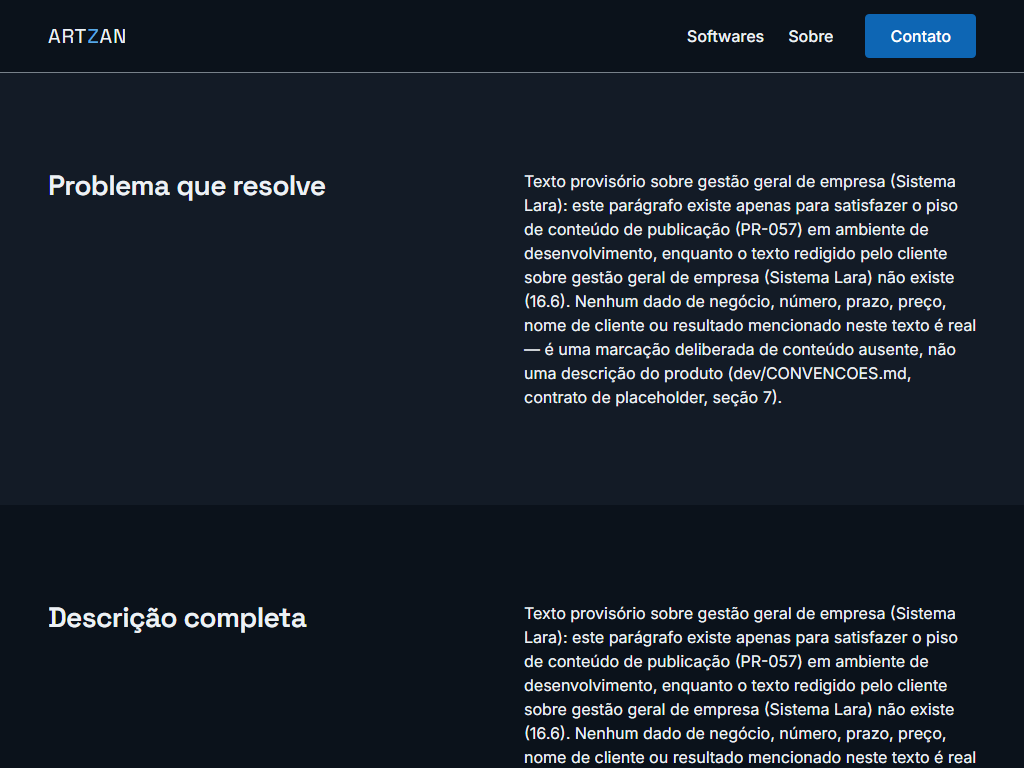 ARTZAN
Softwares
Sobre
Contato
Problema que resolve
Texto provisório sobre gestão geral de empresa (Sistema
Lara): este parágrafo existe apenas para satisfazer o piso
de conteúdo de publicação (PR-057) em ambiente de
desenvolvimento, enquanto o texto redigido pelo cliente
sobre gestão geral de empresa (Sistema Lara) não existe
(16.6). Nenhum dado de negócio, número, prazo, preço,
nome de cliente ou resultado mencionado neste texto é real
— é uma marcação deliberada de conteúdo ausente, não
uma descrição do produto (dev/CONVENCOES.md,
contrato de placeholder, seção 7).
Descrição completa
Texto provisório sobre gestão geral de empresa (Sistema
Lara): este parágrafo existe apenas para satisfazer o piso
de conteúdo de publicação (PR-057) em ambiente de
desenvolvimento, enquanto o texto redigido pelo cliente
sobre gestão geral de empresa (Sistema Lara) não existe
(16.6). Nenhum dado de negócio, número, prazo, preço,
nome de cliente ou resultado mencionado neste texto é real